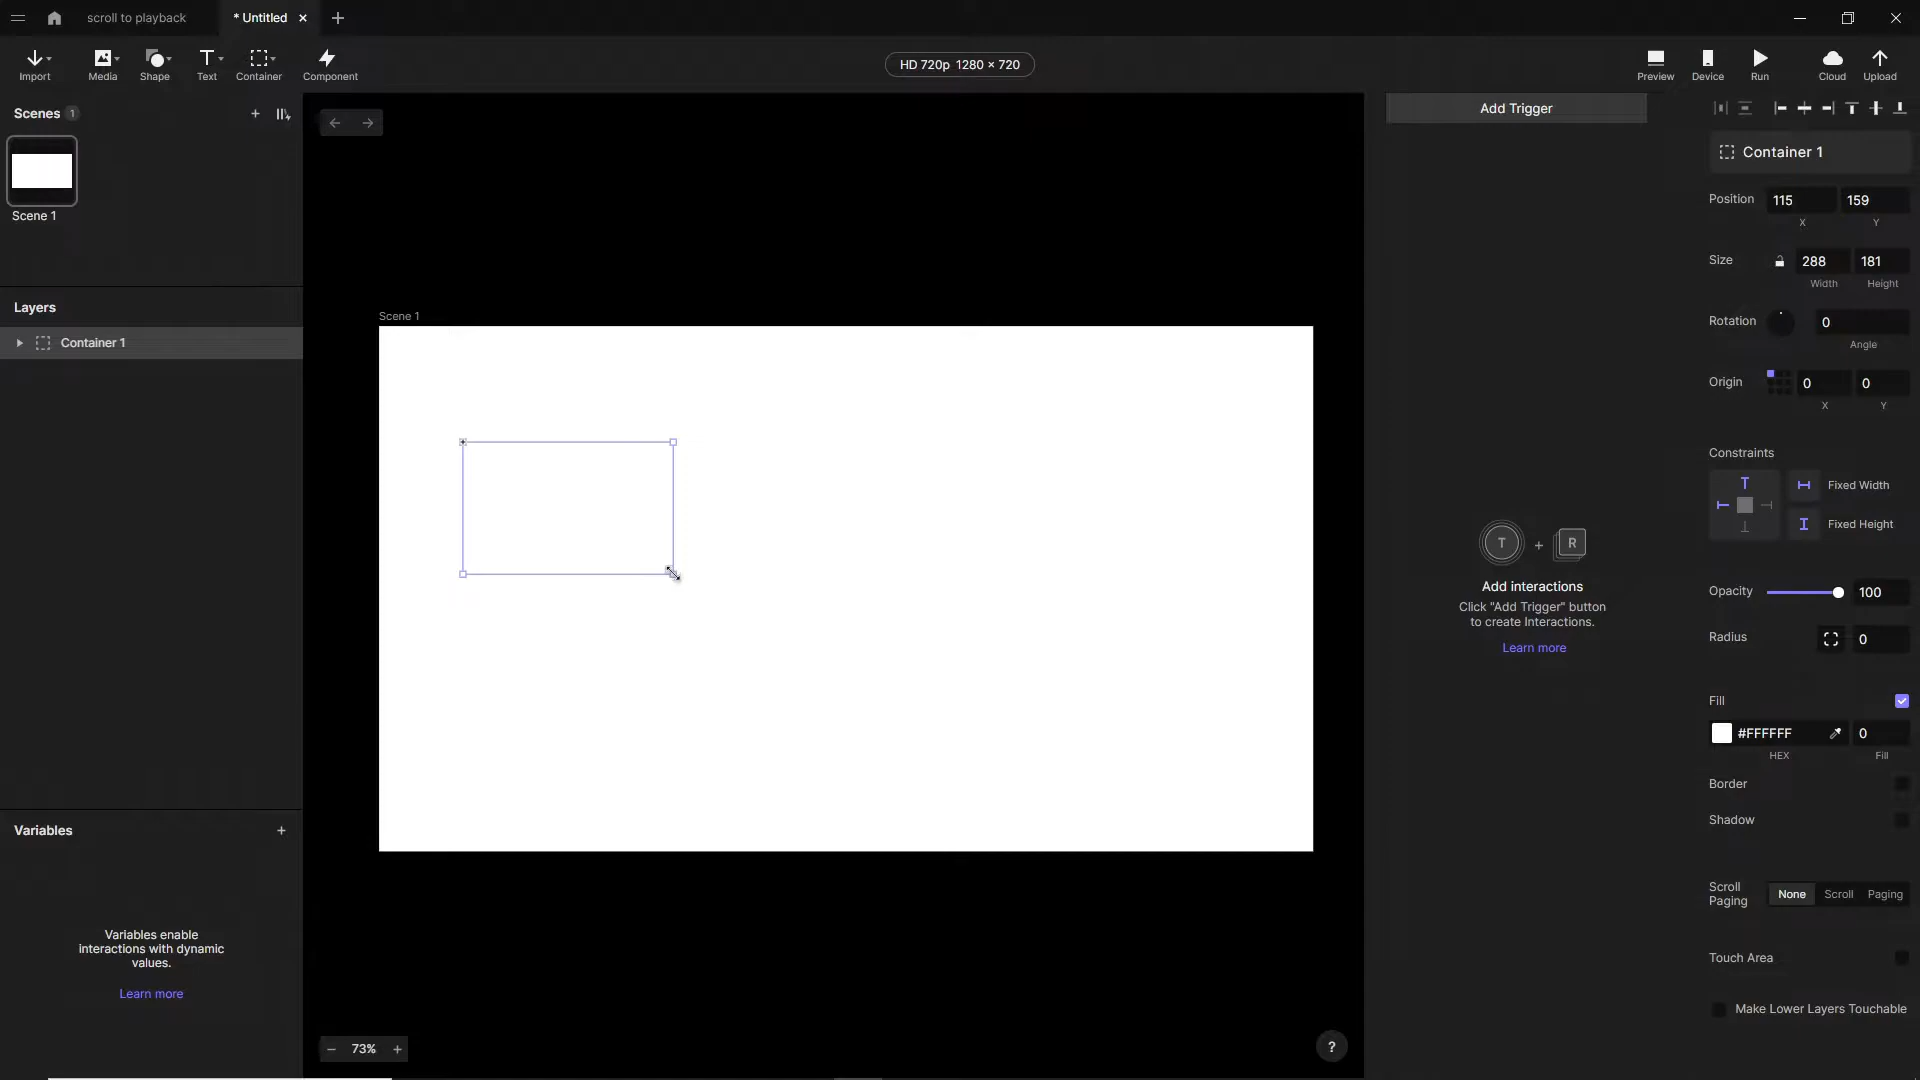 scroll to playback
* Untitled
Import
Media
Shape
Text
Container
Component
HD 720p 1280 × 720
Preview
Device
Run
Cloud
Upload
Scenes 1
Scene 1
Layers
Container 1
Variables
Variables enable
interactions with dynamic
values.
Learn more
Scene 1
73%
?
Add Trigger
T + R
Add interactions
Click "Add Trigger" button
to create Interactions.
Learn more
Container 1
Position 115 159
X Y
Size 288 181
Width Height
Rotation 0
Angle
Origin 0 0
X Y
Constraints
Fixed Width
Fixed Height
Opacity 100
Radius 0
Fill
#FFFFFF 0
HEX Fill
Border
Shadow
Scroll
Paging
None Scroll Paging
Touch Area
Make Lower Layers Touchable